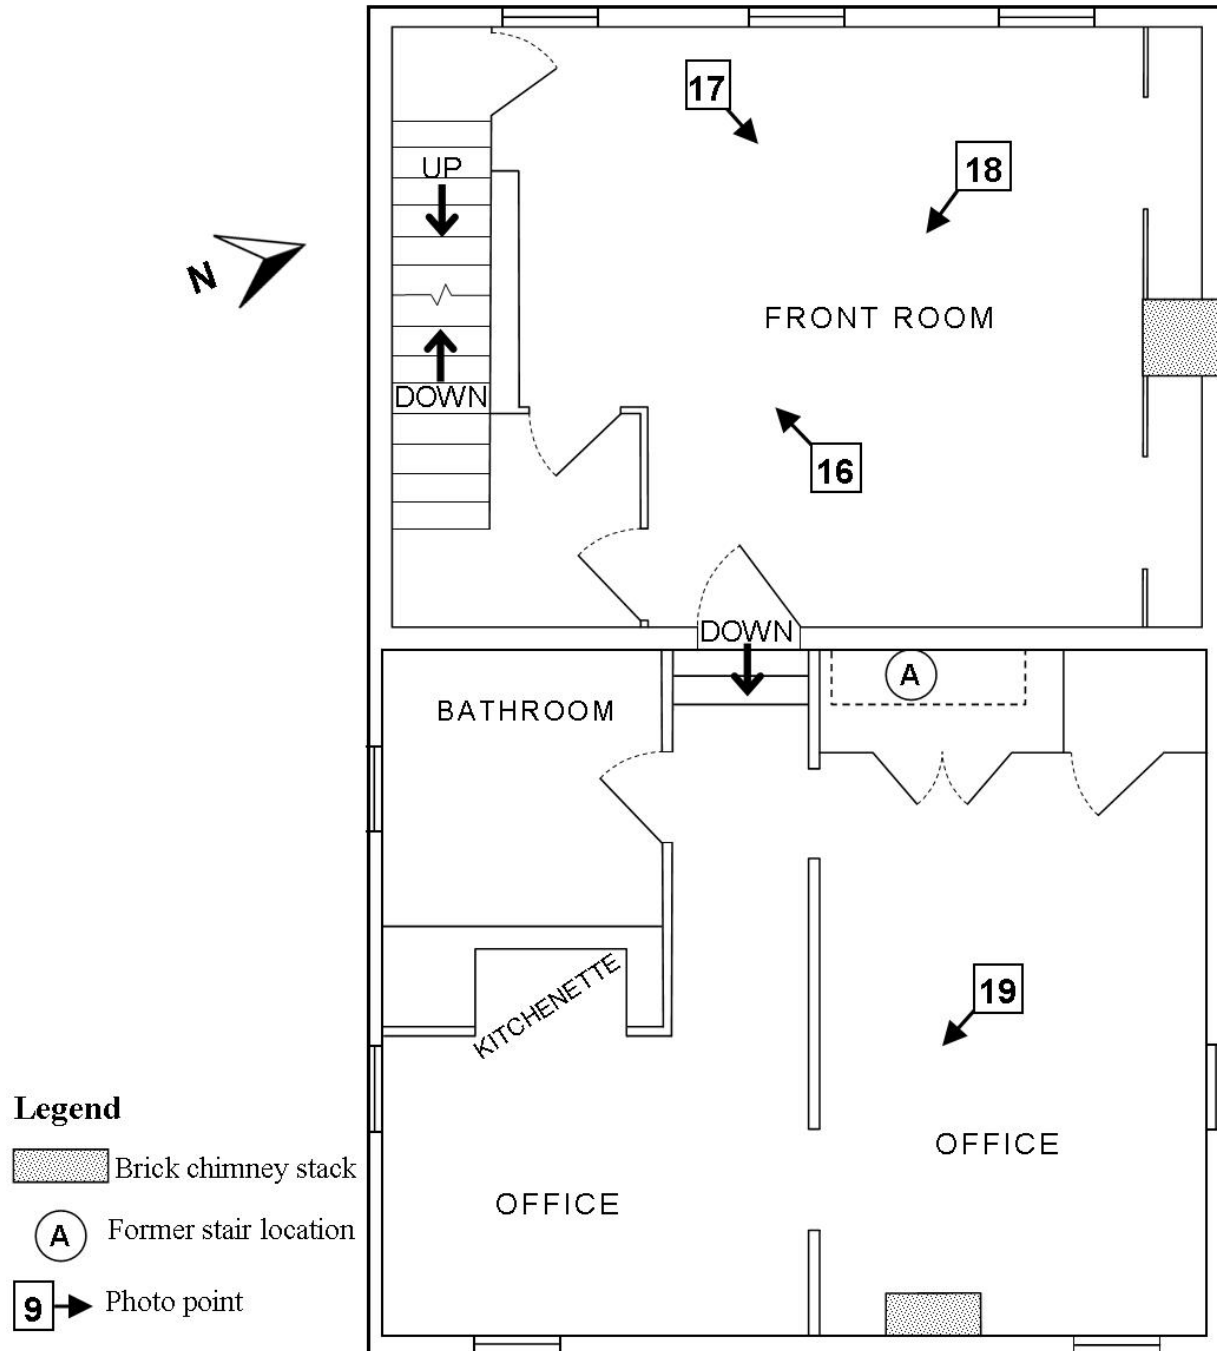 17
18
UP
N
FRONT ROOM
DOWN
16
DOWN
A
BATHROOM
KITCHENETTE
19
OFFICE
OFFICE
Legend
Brick chimney stack
A Former stair location
9 Photo point